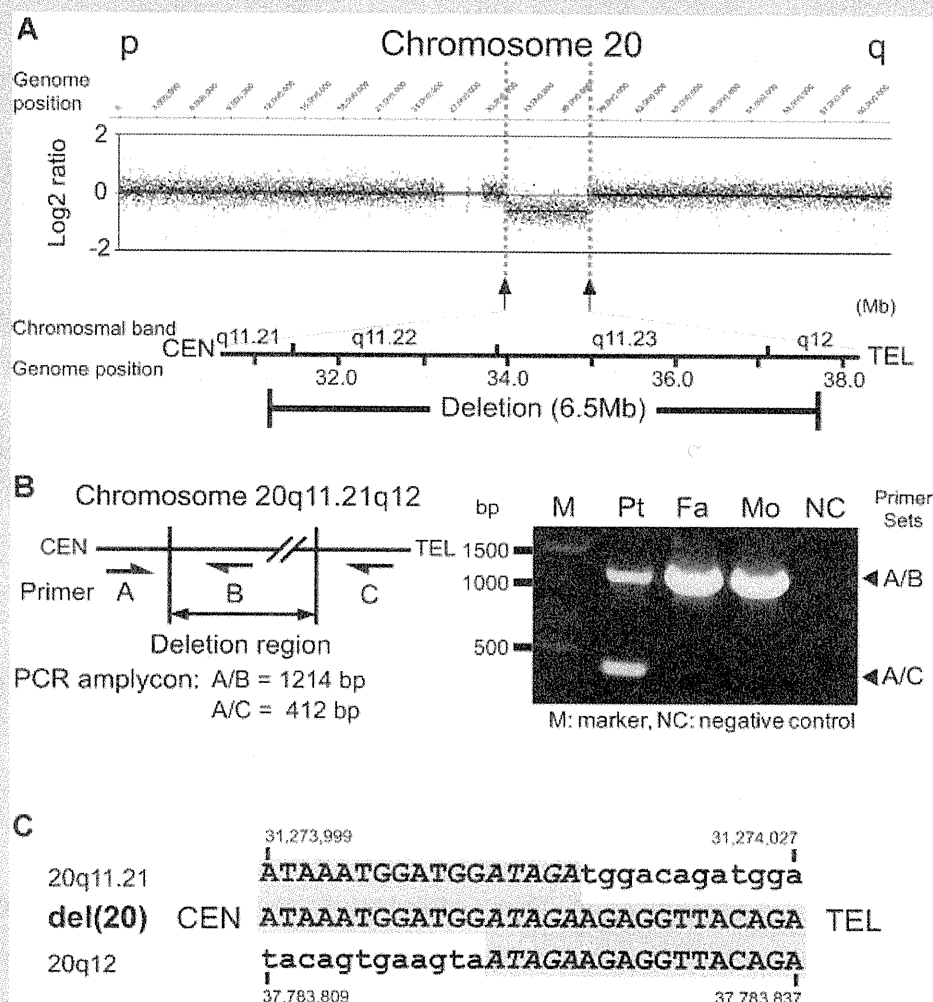 A
p Chromosome 20 q
Genome position
2
0
-2
Log2 ratio
(Mb)
Chromosmal band q11.21 q11.22 q11.23 q12
CEN TEL
Genome position 32.0 34.0 36.0 38.0
Deletion (6.5Mb)
B
Chromosome 20q11.21q12
CEN TEL
Primer A B C
Deletion region
PCR amplycon: A/B = 1214 bp
A/C = 412 bp
bp M Pt Fa Mo NC Primer Sets
1500
1000 A/B
500
A/C
M: marker, NC: negative control
C
31,273,999 31,274,027
20q11.21 ATAAATGGATGGATAGAtggacagatgga
del(20) CEN ATAAATGGATGGATAGAAGAGGTTACAGA TEL
20q12 tacagtgaagtaATAGAAGAGGTTACAGA
37,783,809 37,783,837